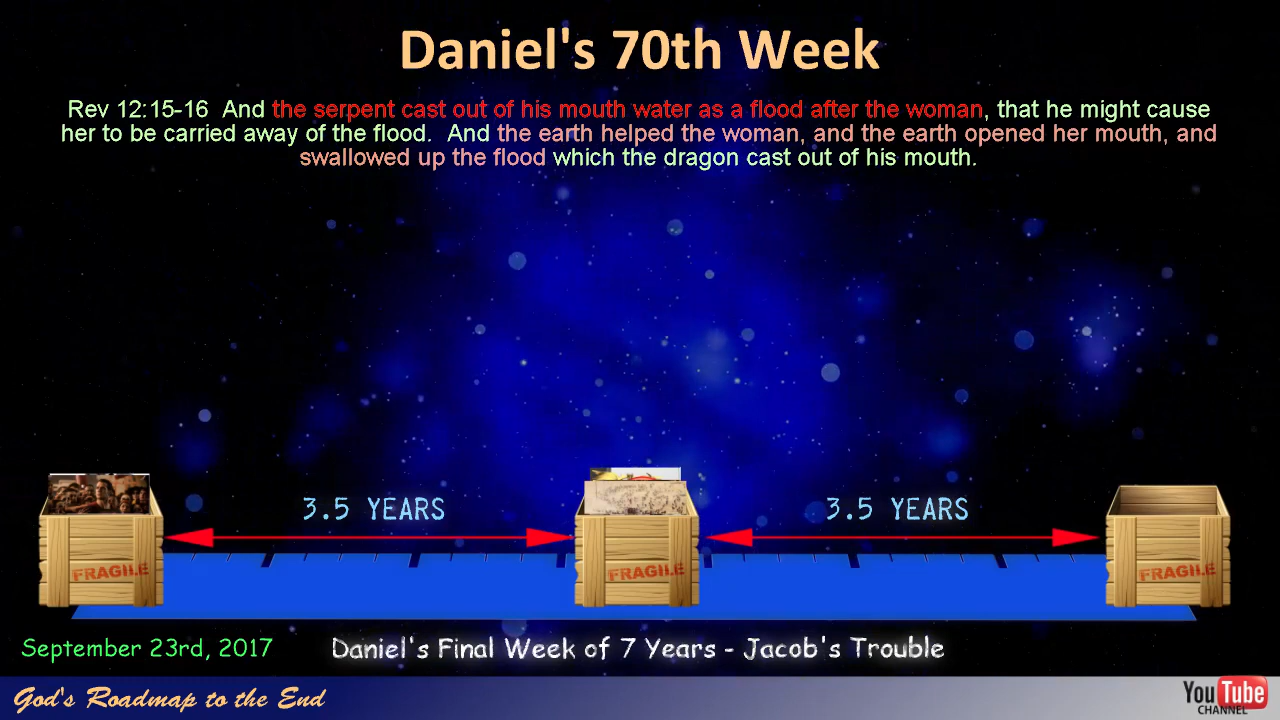 Daniel's 70th Week
Rev 12:15-16  And the serpent cast out of his mouth water as a flood after the woman, that he might cause
her to be carried away of the flood.  And the earth helped the woman, and the earth opened her mouth, and
swallowed up the flood which the dragon cast out of his mouth.
3.5 YEARS
3.5 YEARS
FRAGILE
FRAGILE
FRAGILE
September 23rd, 2017
Daniel's Final Week of 7 Years - Jacob's Trouble
God's Roadmap to the End
YouTube
CHANNEL